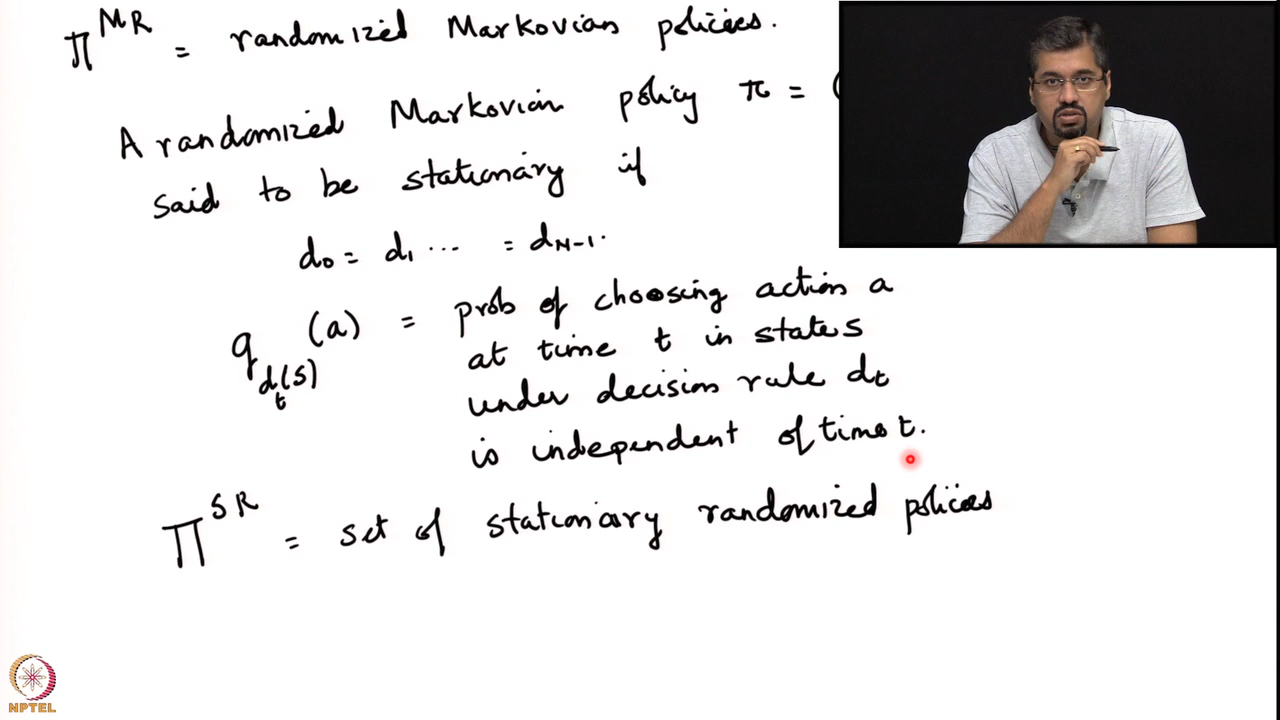 Π^MR = randomized Markovian policies.
A randomized Markovian policy π = (
said to be stationary if
d₀ = d₁ ... = d_N-1.
q_dₜ(s) (a) = prob of choosing action a
at time t in state s
under decision rule dₜ
is independent of time t.
Π^SR = set of stationary randomized policies
NPTEL